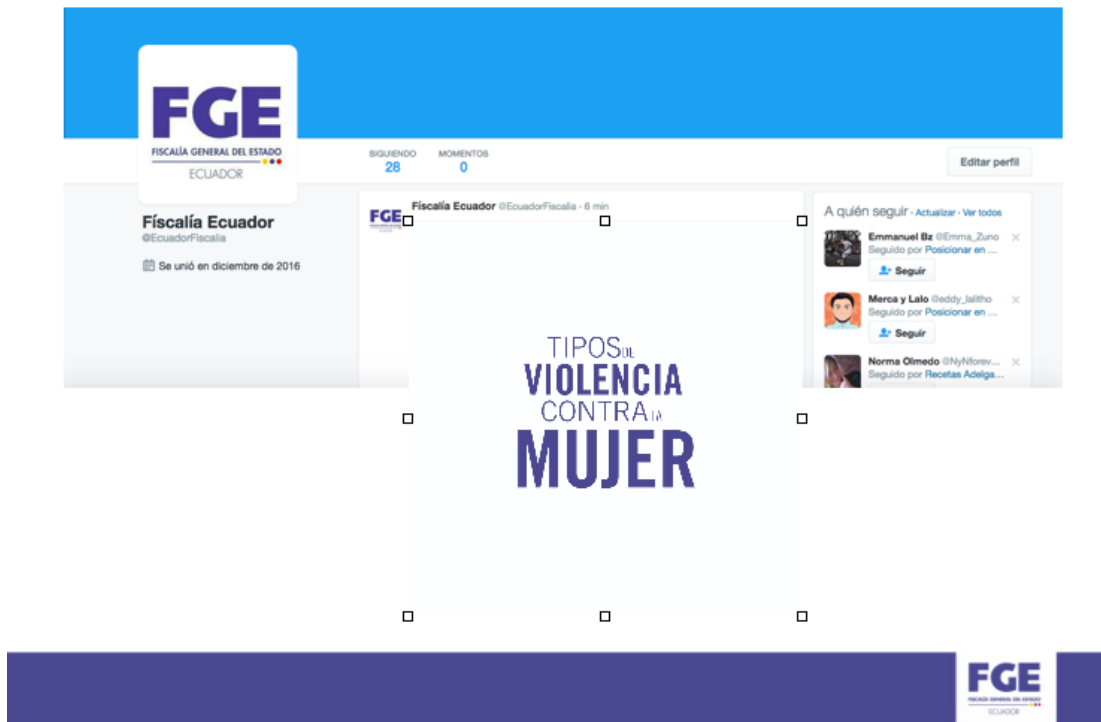 FGE
FISCALÍA GENERAL DEL ESTADO
ECUADOR
SIGUIENDO
28
MOMENTOS
0
Editar perfil
Físcalía Ecuador
@EcuadorFiscalia
Se unió en diciembre de 2016
FGE
Fiscalía Ecuador @EcuadorFiscalia - 6 min
TIPOS DE
VIOLENCIA
CONTRA LA
MUJER
A quién seguir - Actualizar - Ver todos
Emmanuel Bz @Emma_Zuno
Seguido por Posicionar en ...
Seguir
Merca y Lalo @eddy_lalitho
Seguido por Posicionar en ...
Seguir
Norma Olmedo @NyNforev...
Seguido por Recetas Adelga...
FGE
FISCALÍA GENERAL DEL ESTADO
ECUADOR